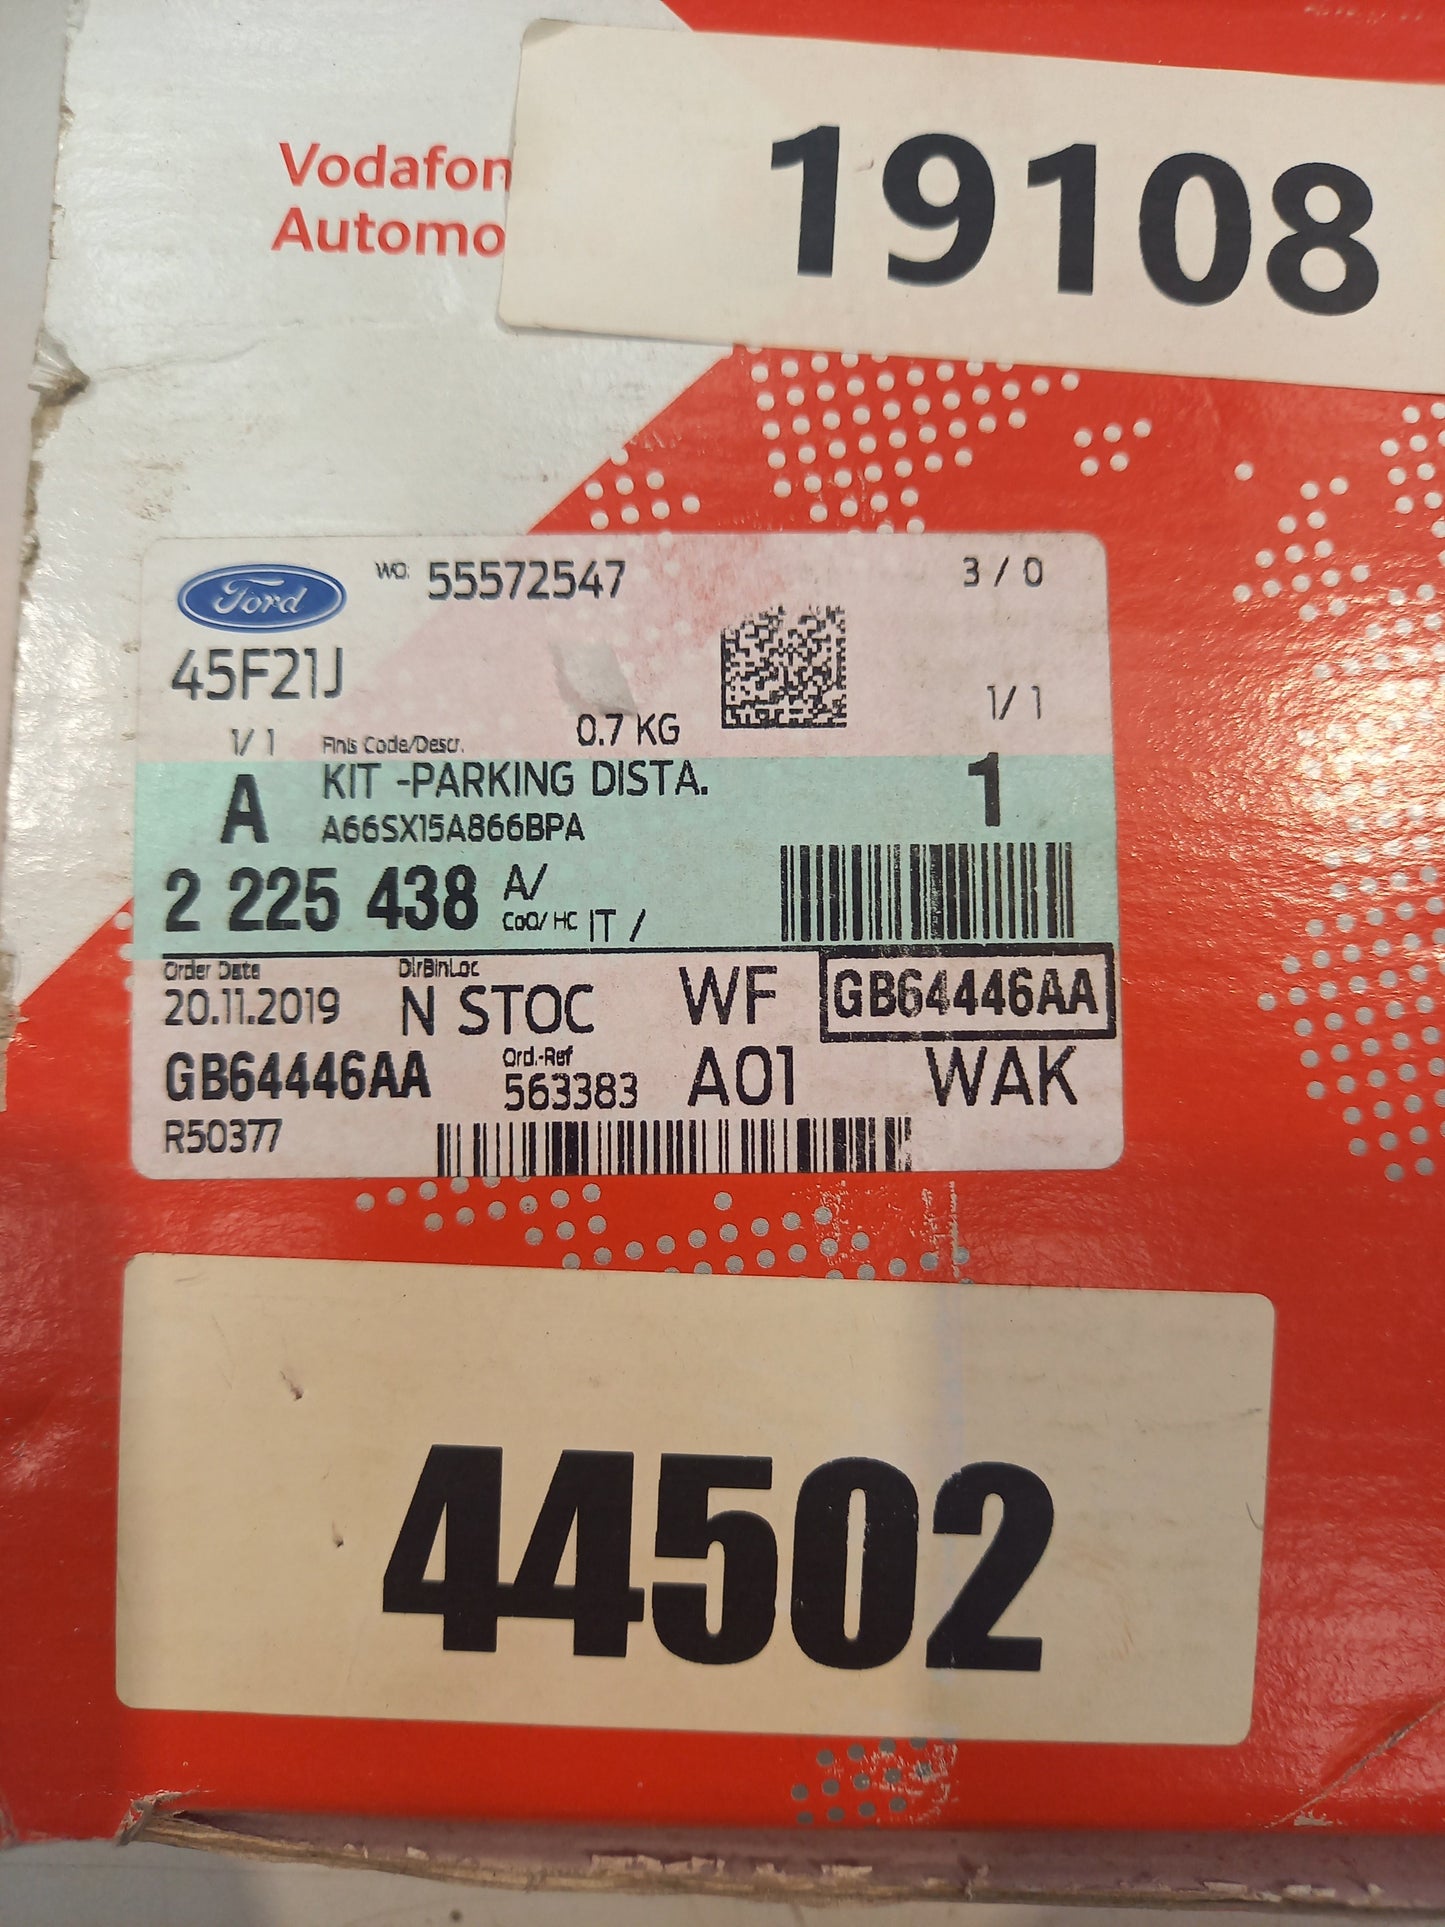 19108
Vodafon
Automo
Ford WO: 55572547 3 / 0
45F21J
1/ 1 Finis Code/Descr. 0.7 KG 1/ 1
A KIT -PARKING DISTA. 1
A66SX15A866BPA
2 225 438 A/ CoO/ HC IT /
Order Date DirBinLoc
20.11.2019 N STOC WF GB64446AA
GB64446AA Ord.-Ref 563383 A01 WAK
R50377
44502